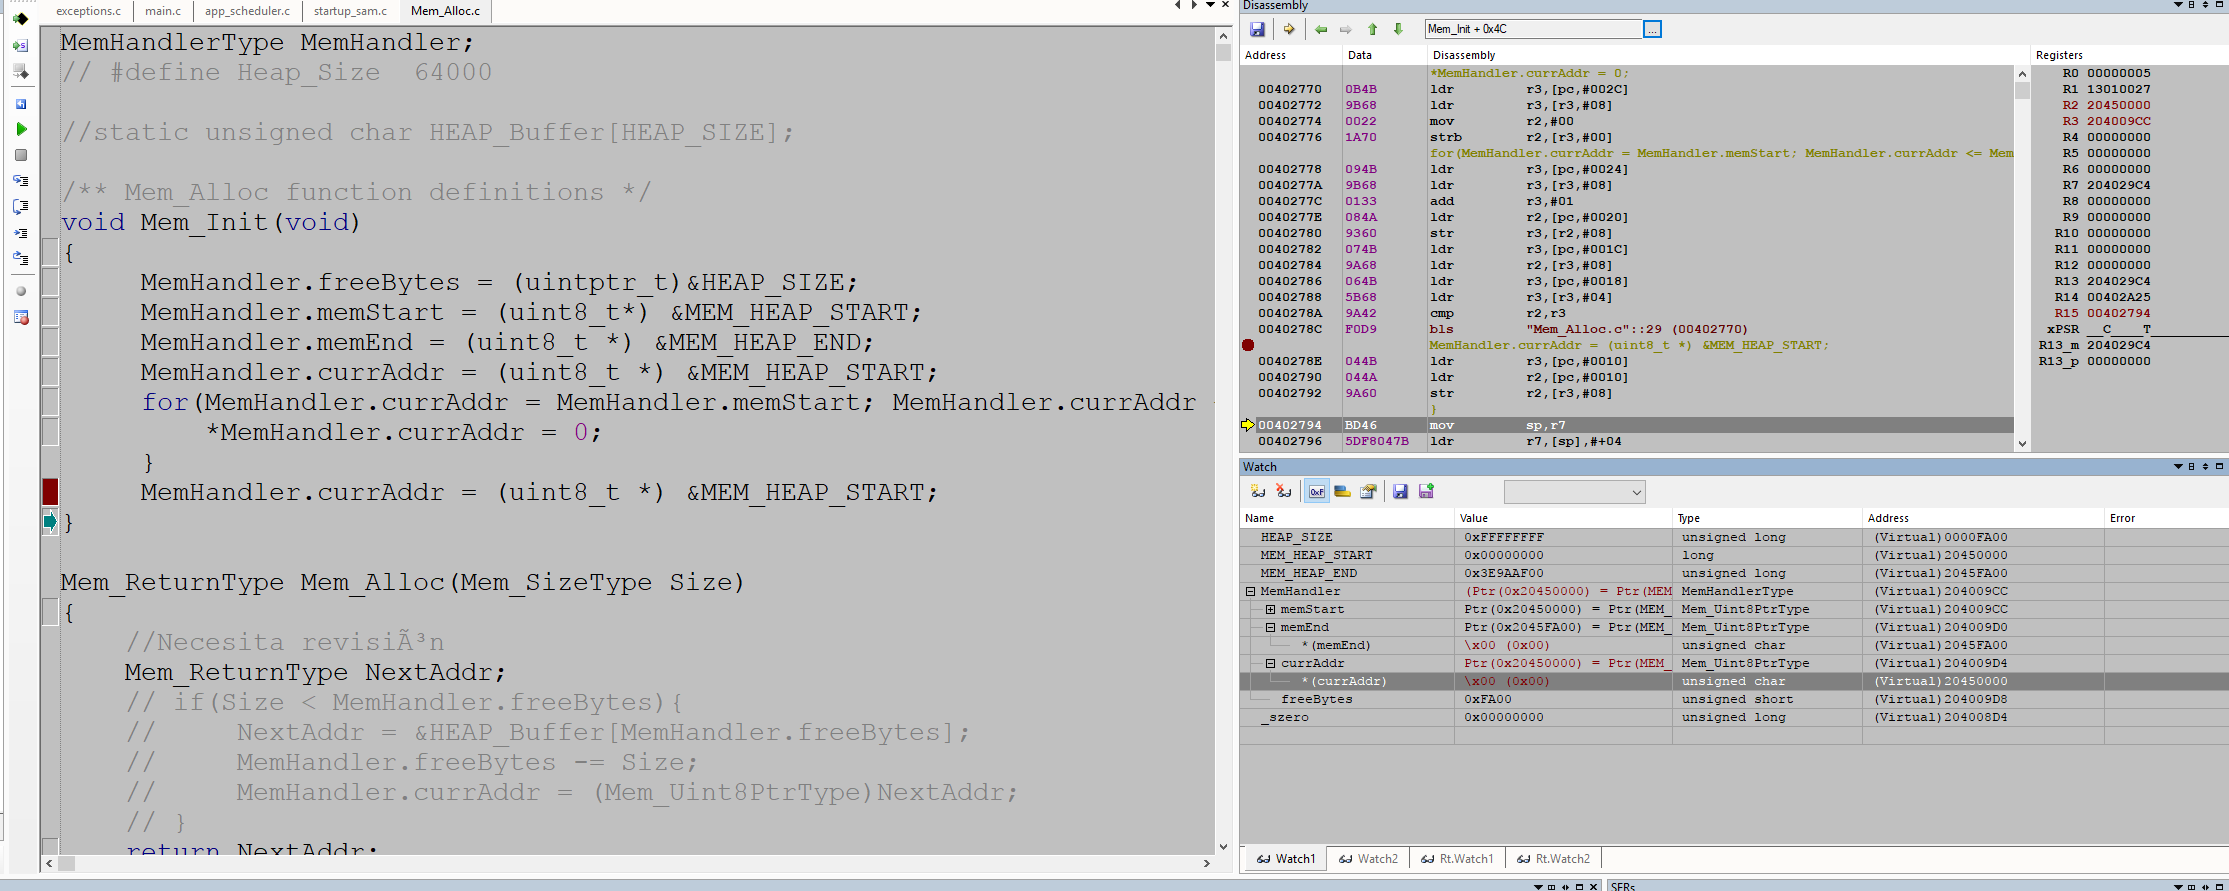 exceptions.c main.c app_scheduler.c startup_sam.c Mem_Alloc.c
MemHandlerType MemHandler;
// #define Heap_Size  64000
//static unsigned char HEAP_Buffer[HEAP_SIZE];
/** Mem_Alloc function definitions */
void Mem_Init(void)
{
MemHandler.freeBytes = (uintptr_t)&HEAP_SIZE;
MemHandler.memStart = (uint8_t*) &MEM_HEAP_START;
MemHandler.memEnd = (uint8_t *) &MEM_HEAP_END;
MemHandler.currAddr = (uint8_t *) &MEM_HEAP_START;
for(MemHandler.currAddr = MemHandler.memStart; MemHandler.currAddr
*MemHandler.currAddr = 0;
}
MemHandler.currAddr = (uint8_t *) &MEM_HEAP_START;
}
Mem_ReturnType Mem_Alloc(Mem_SizeType Size)
{
//Necesita revisiÃ³n
Mem_ReturnType NextAddr;
// if(Size < MemHandler.freeBytes){
//     NextAddr = &HEAP_Buffer[MemHandler.freeBytes];
//     MemHandler.freeBytes -= Size;
//     MemHandler.currAddr = (Mem_Uint8PtrType)NextAddr;
// }
return NextAddr;
Disassembly
Mem_Init + 0x4C ...
Address Data Disassembly
*MemHandler.currAddr = 0;
00402770 0B4B ldr r3,[pc,#002C]
00402772 9B68 ldr r3,[r3,#08]
00402774 0022 mov r2,#00
00402776 1A70 strb r2,[r3,#00]
for(MemHandler.currAddr = MemHandler.memStart; MemHandler.currAddr <= Mem
00402778 094B ldr r3,[pc,#0024]
0040277A 9B68 ldr r3,[r3,#08]
0040277C 0133 add r3,#01
0040277E 084A ldr r2,[pc,#0020]
00402780 9360 str r3,[r2,#08]
00402782 074B ldr r3,[pc,#001C]
00402784 9A68 ldr r2,[r3,#08]
00402786 064B ldr r3,[pc,#0018]
00402788 5B68 ldr r3,[r3,#04]
0040278A 9A42 cmp r2,r3
0040278C F0D9 bls "Mem_Alloc.c"::29 (00402770)
MemHandler.currAddr = (uint8_t *) &MEM_HEAP_START;
0040278E 044B ldr r3,[pc,#0010]
00402790 044A ldr r2,[pc,#0010]
00402792 9A60 str r2,[r3,#08]
}
00402794 BD46 mov sp,r7
00402796 5DF8047B ldr r7,[sp],#+04
Registers
R0 00000005
R1 13010027
R2 20450000
R3 204009CC
R4 00000000
R5 00000000
R6 00000000
R7 204029C4
R8 00000000
R9 00000000
R10 00000000
R11 00000000
R12 00000000
R13 204029C4
R14 00402A25
R15 00402794
xPSR __C____T
R13_m 204029C4
R13_p 00000000
Watch
0xF
Name Value Type Address Error
HEAP_SIZE 0xFFFFFFFF unsigned long (Virtual)0000FA00
MEM_HEAP_START 0x00000000 long (Virtual)20450000
MEM_HEAP_END 0x3E9AAF00 unsigned long (Virtual)2045FA00
MemHandler (Ptr(0x20450000) = Ptr(MEM MemHandlerType (Virtual)204009CC
memStart Ptr(0x20450000) = Ptr(MEM_ Mem_Uint8PtrType (Virtual)204009CC
memEnd Ptr(0x2045FA00) = Ptr(MEM_ Mem_Uint8PtrType (Virtual)204009D0
*(memEnd) \x00 (0x00) unsigned char (Virtual)2045FA00
currAddr Ptr(0x20450000) = Ptr(MEM_ Mem_Uint8PtrType (Virtual)204009D4
*(currAddr) \x00 (0x00) unsigned char (Virtual)20450000
freeBytes 0xFA00 unsigned short (Virtual)204009D8
_szero 0x00000000 unsigned long (Virtual)204008D4
Watch1 Watch2 Rt.Watch1 Rt.Watch2
SFRs